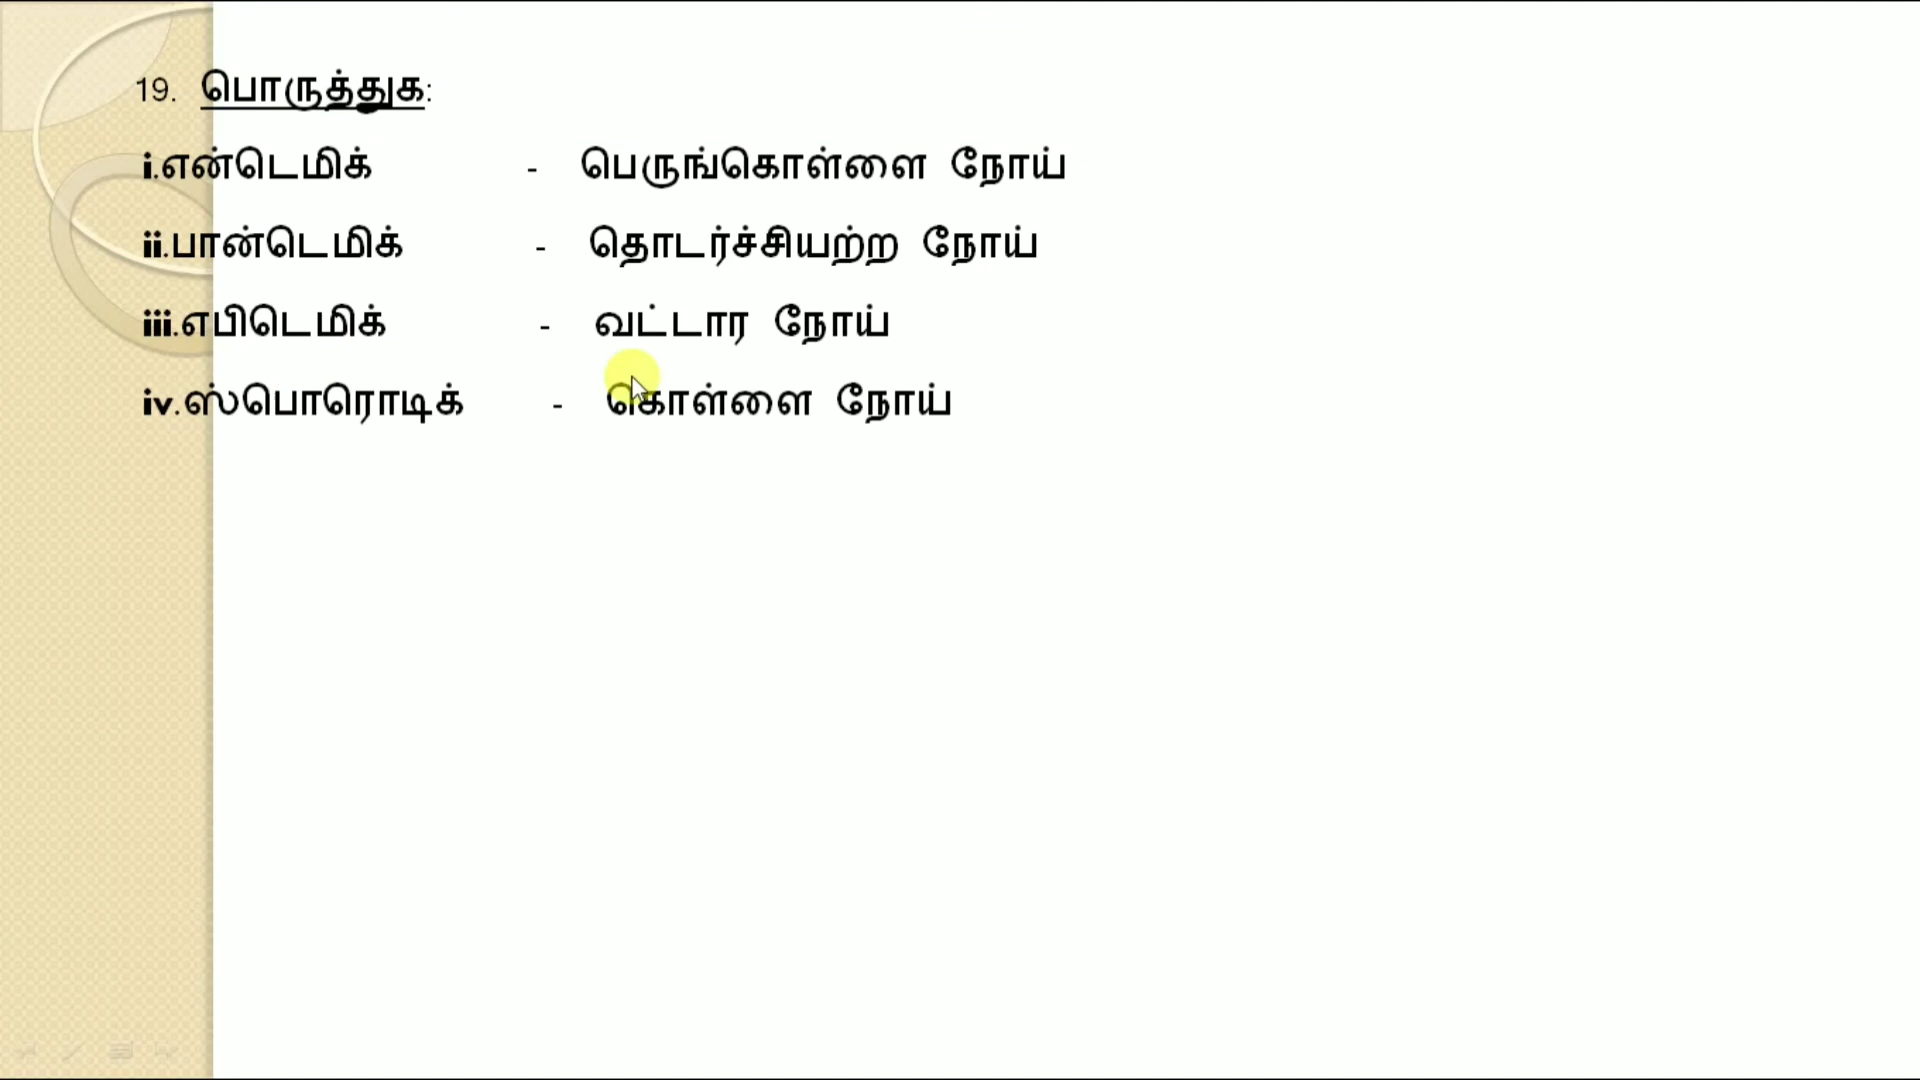 19. பொருத்துக:
i.என்டெமிக் - பெருங்கொள்ளை நோய்
ii.பான்டெமிக் - தொடர்ச்சியற்ற நோய்
iii.எபிடெமிக் - வட்டார நோய்
iv.ஸ்பொரொடிக் - கொள்ளை நோய்